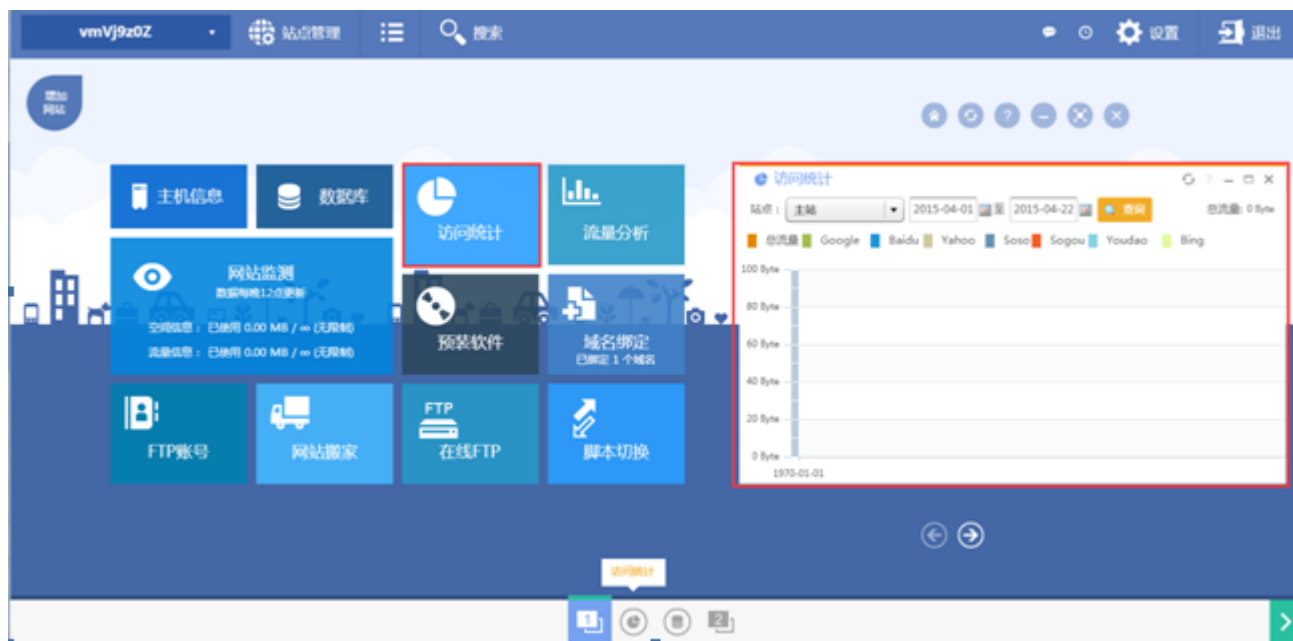 vmVj9z0Z 站点管理 搜索 设置 退出
增加
网站
主机信息 数据库 访问统计 流量分析
网站监测
数据每晚12点更新
空间信息： 已使用 0.00 MB / ∞ (无限制)
流量信息： 已使用 0.00 MB / ∞ (无限制)
预装软件 域名绑定
已绑定 1 个域名
FTP账号 网站搬家 FTP
在线FTP 脚本切换
访问统计
站点： 主站 2015-04-01 至 2015-04-22 查询 总流量: 0 Byte
总流量 Google Baidu Yahoo Soso Sogou Youdao Bing
100 Byte
80 Byte
60 Byte
40 Byte
20 Byte
0 Byte
1970-01-01
访问统计
1 2